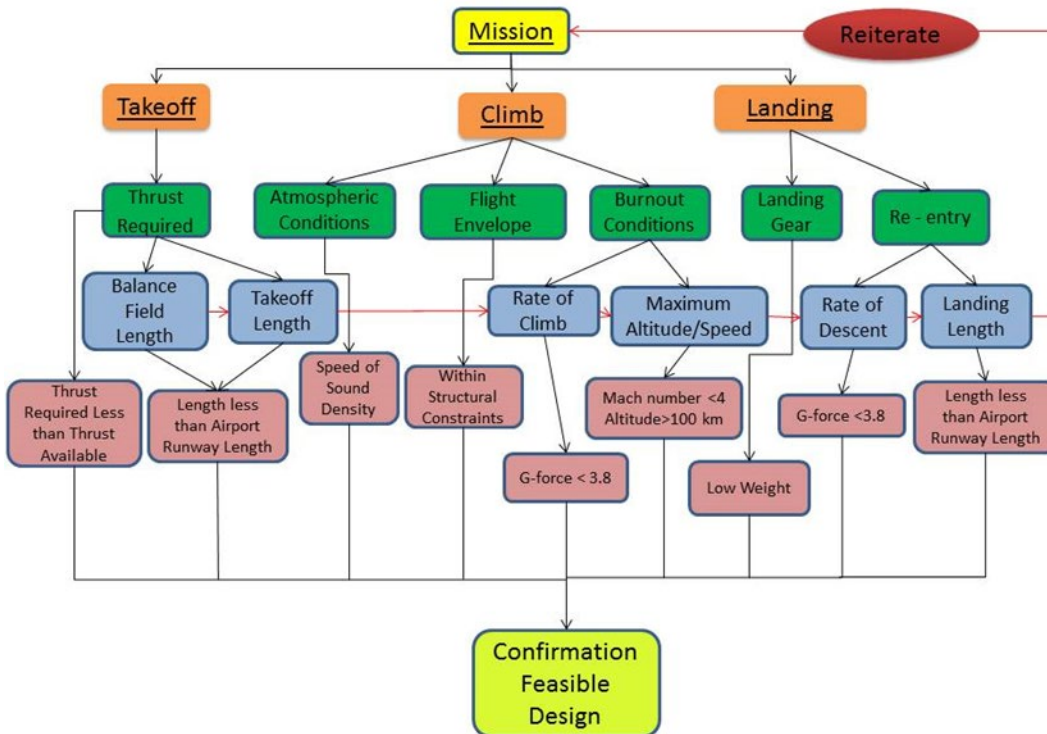 Mission
Reiterate
Takeoff
Climb
Landing
Thrust
Required
Atmospheric
Conditions
Flight
Envelope
Burnout
Conditions
Landing
Gear
Re - entry
Balance
Field
Length
Takeoff
Length
Rate of
Climb
Maximum
Altitude/Speed
Rate of
Descent
Landing
Length
Thrust
Required Less
than Thrust
Available
Length less
than Airport
Runway Length
Speed of
Sound
Density
Within
Structural
Constraints
G-force < 3.8
Mach number <4
Altitude>100 km
Low Weight
G-force <3.8
Length less
than Airport
Runway Length
Confirmation
Feasible
Design